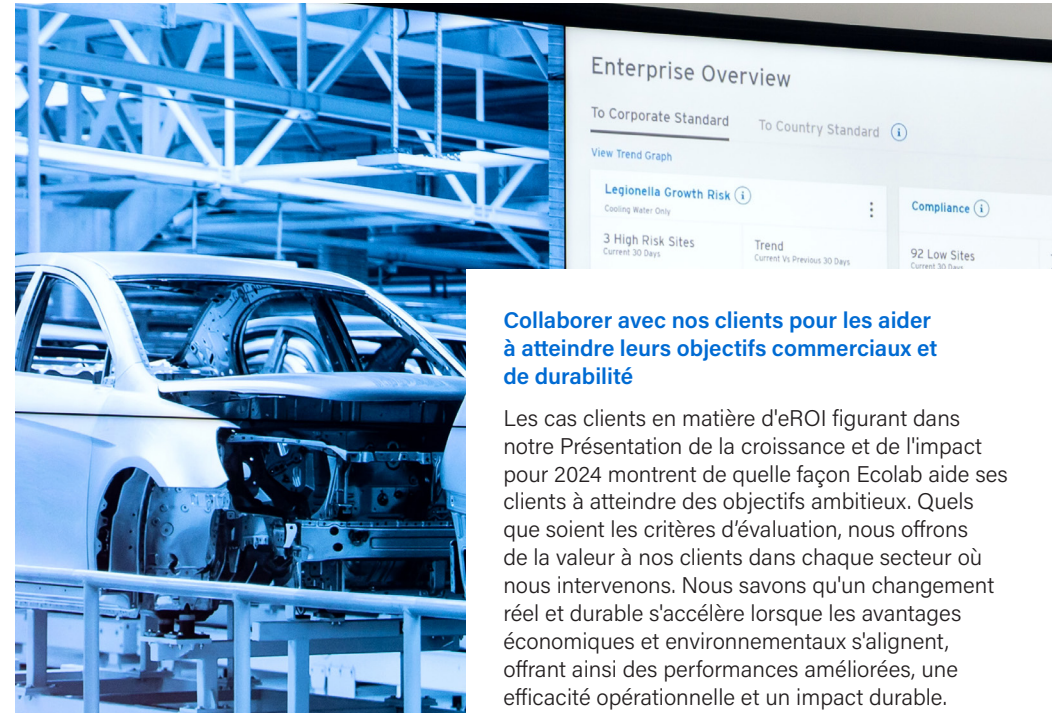 Enterprise Overview
To Corporate Standard
To Country Standard
View Trend Graph
Legionella Growth Risk
Cooling Water Only
3 High Risk Sites
Current 30 Days
Trend
Current Vs Previous 30 Days
Compliance
92 Low Sites
Current 30 Days
Collaborer avec nos clients pour les aider
à atteindre leurs objectifs commerciaux et
de durabilité
Les cas clients en matière d'eROI figurant dans
notre Présentation de la croissance et de l'impact
pour 2024 montrent de quelle façon Ecolab aide ses
clients à atteindre des objectifs ambitieux. Quels
que soient les critères d’évaluation, nous offrons
de la valeur à nos clients dans chaque secteur où
nous intervenons. Nous savons qu'un changement
réel et durable s'accélère lorsque les avantages
économiques et environnementaux s'alignent,
offrant ainsi des performances améliorées, une
efficacité opérationnelle et un impact durable.